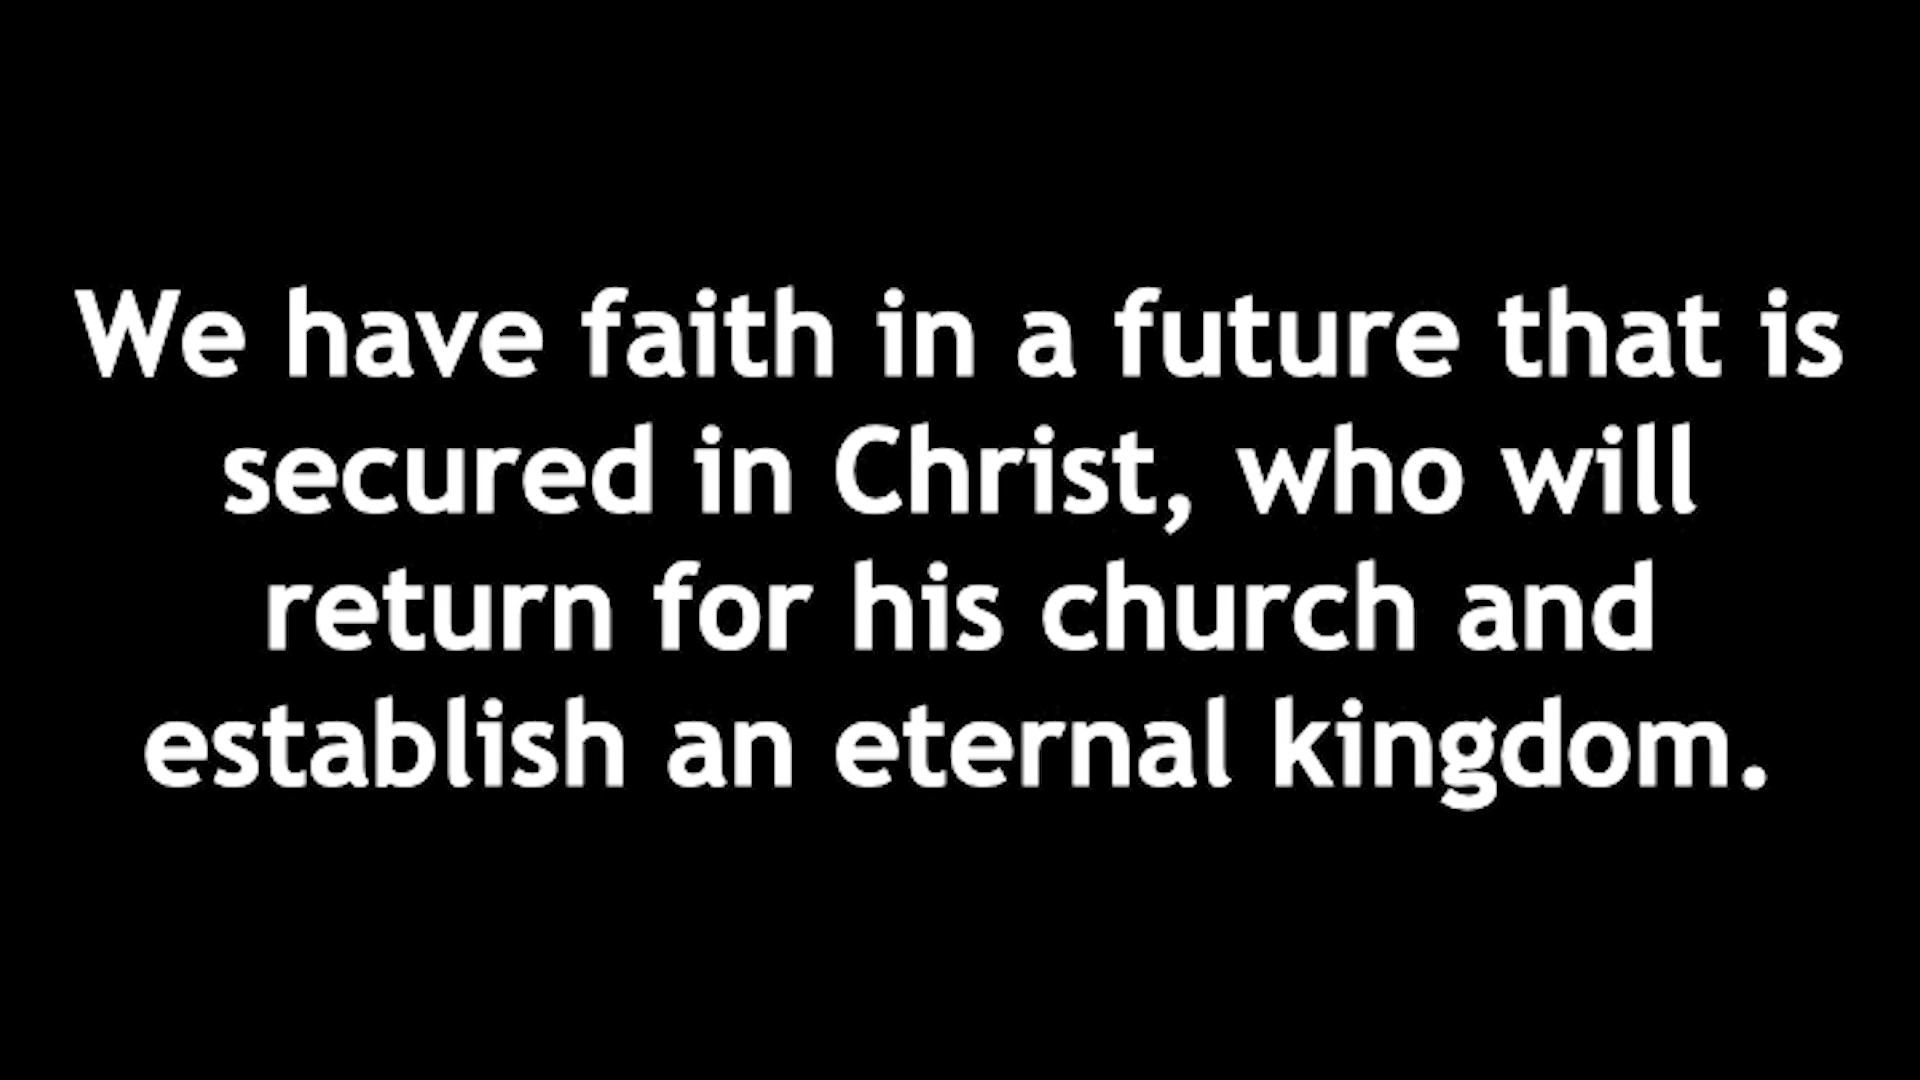 We have faith in a future that is
secured in Christ, who will
return for his church and
establish an eternal kingdom.